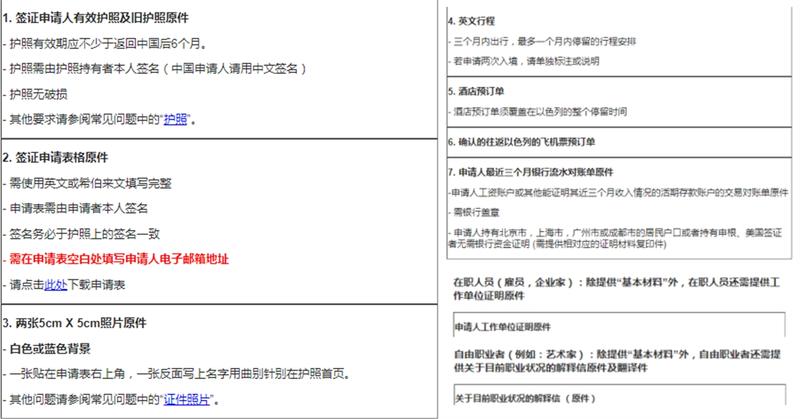 1. 签证申请人有效护照及旧护照原件
- 护照有效期应不少于返回中国后6个月。
- 护照需由护照持有者本人签名（中国申请人请用中文签名）
- 护照无破损
- 其他要求请参阅常见问题中的“护照”。
2. 签证申请表格原件
- 需使用英文或希伯来文填写完整
- 申请表需由申请者本人签名
- 签名务必于护照上的签名一致
- 需在申请表空白处填写申请人电子邮箱地址
- 请点击此处下载申请表
3. 两张5cm X 5cm照片原件
- 白色或蓝色背景
- 一张贴在申请表右上角，一张反面写上名字用曲别针别在护照首页。
- 其他问题请参阅常见问题中的“证件照片”。
4. 英文行程
- 三个月内出行，最多一个月内停留的行程安排
- 若申请两次入境，请单独标注或说明
5. 酒店预订单
- 酒店预订单须覆盖在以色列的整个停留时间
6. 确认的往返以色列的飞机票预订单
7. 申请人最近三个月银行流水对账单原件
-申请人工资账户或其他能证明其近三个月收入情况的活期存款账户的交易对账单原件
- 需银行盖章
- 申请人持有北京市，上海市，广州市或成都市的居民户口或者持有申根、美国签证
者无需银行资金证明 (需提供相对应的证明材料复印件)
在职人员（雇员，企业家）：除提供“基本材料”外，在职人员还需提供工
作单位证明原件
申请人工作单位证明原件
自由职业者（例如：艺术家）：除提供“基本材料”外，自由职业者还需提
供关于目前职业状况的解释信原件及翻译件
关于目前职业状况的解释信 （原件）